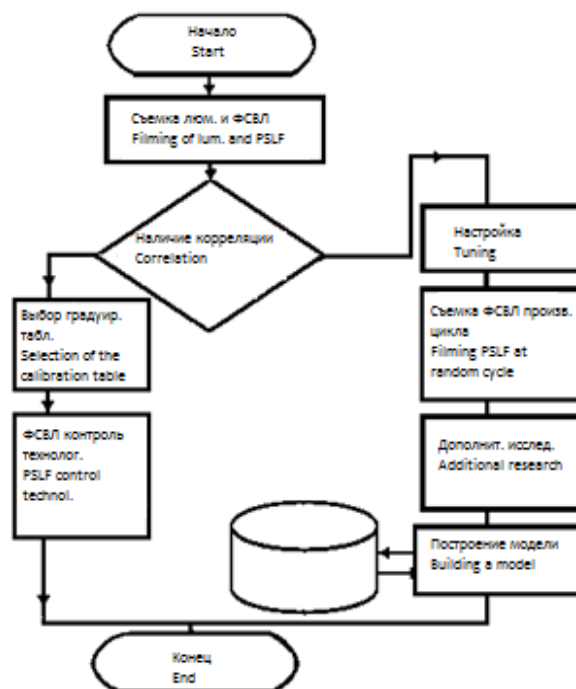 Начало
Start
Съемка люм. и ФСВЛ
Filming of lum. and PSLF
Наличие корреляции
Correlation
Настройка
Tuning
Выбор градуир.
табл.
Selection of the
calibration table
Съемка ФСВЛ произв.
цикла
Filming PSLF at
random cycle
ФСВЛ контроль
технолог.
PSLF control
technol.
Дополнит. исслед.
Additional research
Построение модели
Building a model
Конец
End